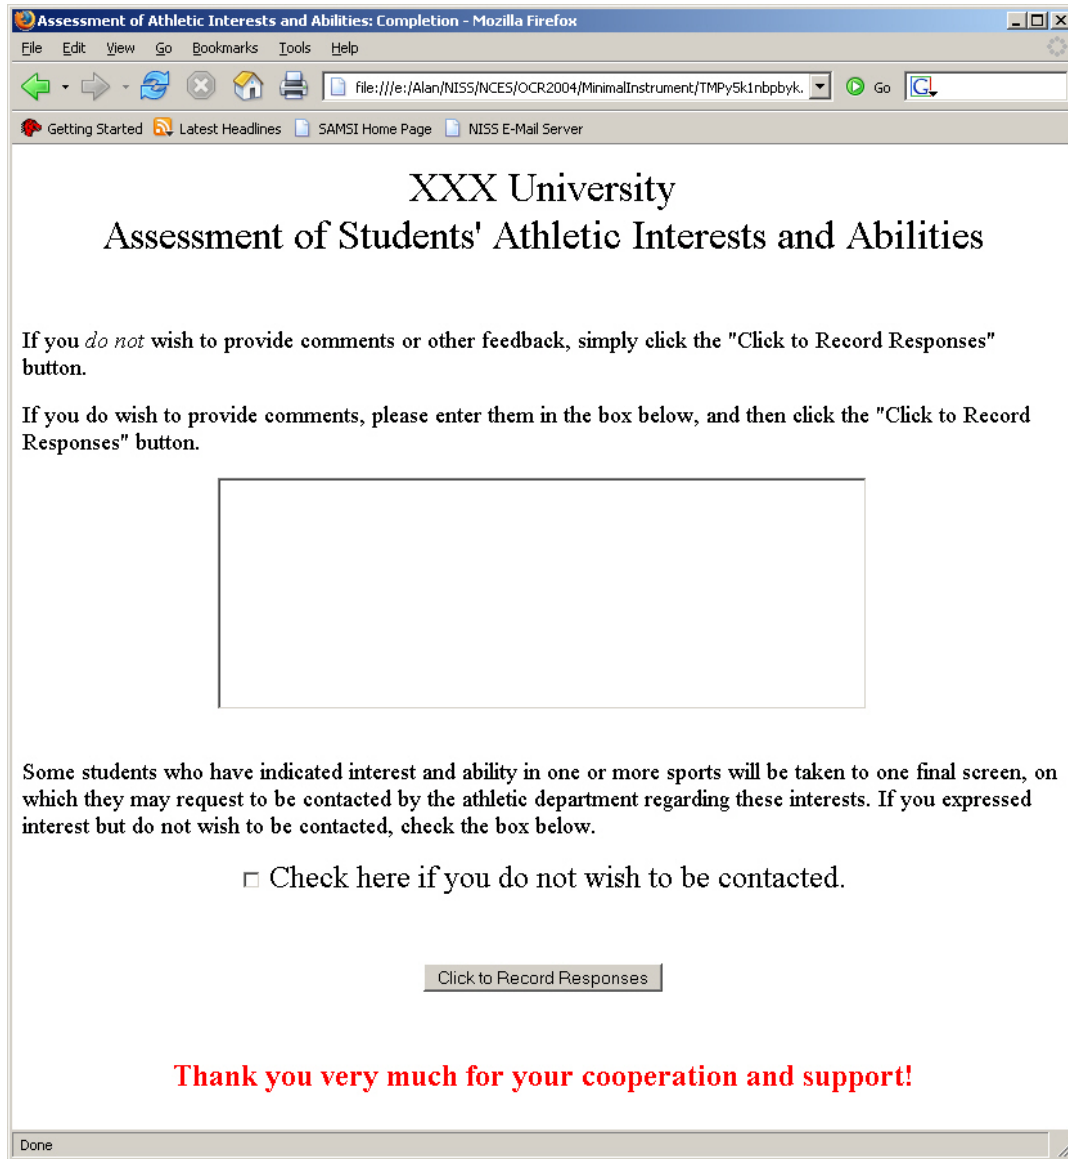 Assessment of Athletic Interests and Abilities: Completion - Mozilla Firefox
File Edit View Go Bookmarks Tools Help
file:///e:/Alan/NISS/NCES/OCR2004/MinimalInstrument/TMPy5k1nbpbyk. Go G
Getting Started Latest Headlines SAMSI Home Page NISS E-Mail Server
XXX University
Assessment of Students' Athletic Interests and Abilities
If you do not wish to provide comments or other feedback, simply click the "Click to Record Responses"
button.
If you do wish to provide comments, please enter them in the box below, and then click the "Click to Record
Responses" button.
Some students who have indicated interest and ability in one or more sports will be taken to one final screen, on
which they may request to be contacted by the athletic department regarding these interests. If you expressed
interest but do not wish to be contacted, check the box below.
Check here if you do not wish to be contacted.
Click to Record Responses
Thank you very much for your cooperation and support!
Done